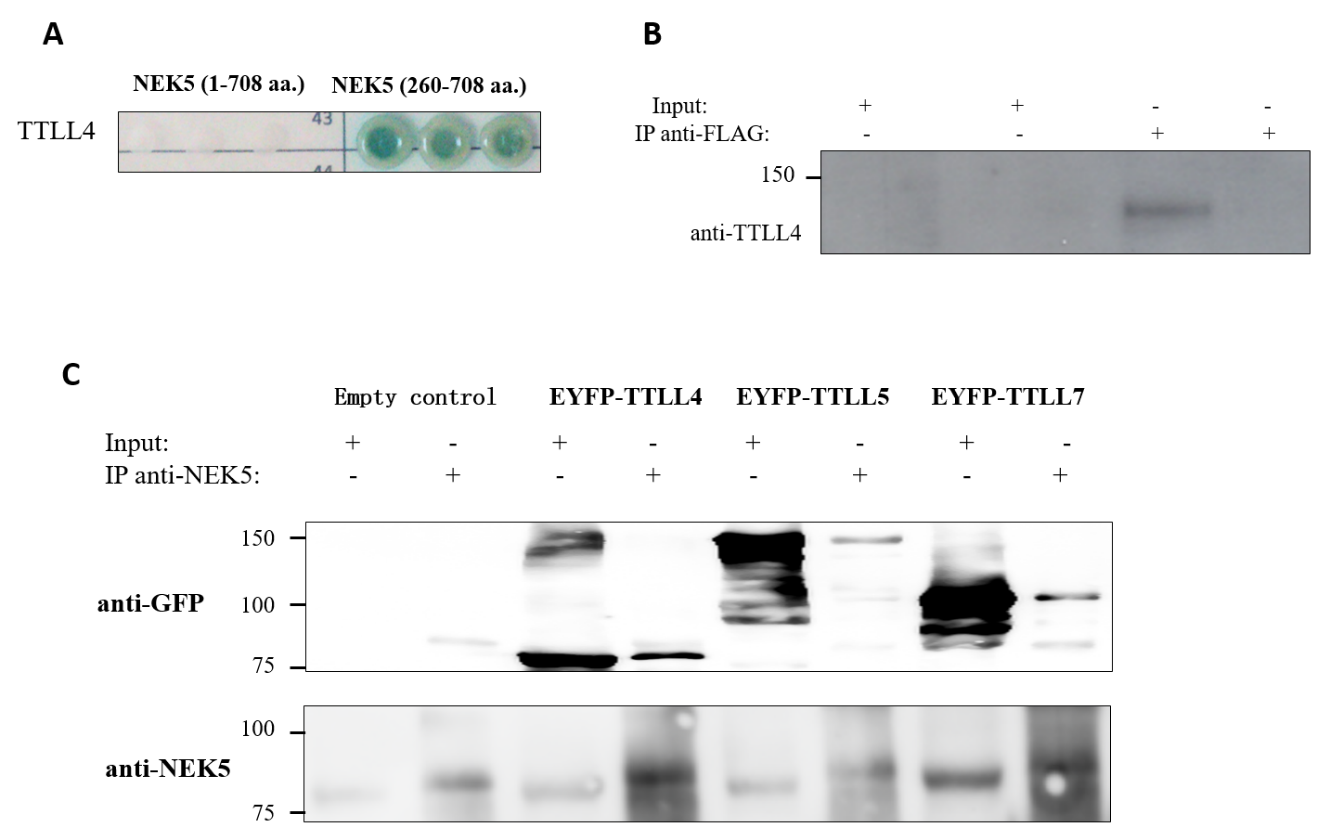 A
NEK5 (1-708 aa.) NEK5 (260-708 aa.)
TTLL4
43
44
B
Input: + + - -
IP anti-FLAG: - - + +
150
anti-TTLL4
C
Empty control EYFP-TTLL4 EYFP-TTLL5 EYFP-TTLL7
Input: + - + - + - + -
IP anti-NEK5: - + - + - + - +
150
100
anti-GFP
75
100
anti-NEK5
75